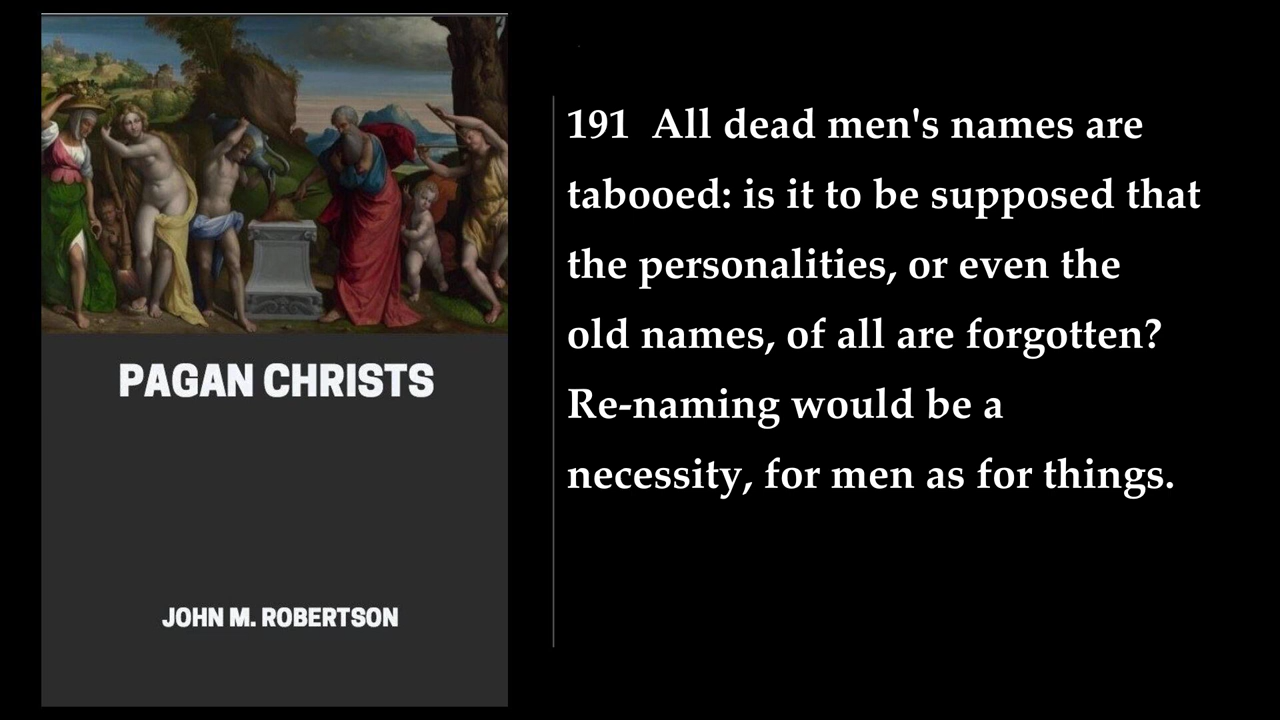 PAGAN CHRISTS
JOHN M. ROBERTSON
191 All dead men's names are
tabooed: is it to be supposed that
the personalities, or even the
old names, of all are forgotten?
Re-naming would be a
necessity, for men as for things.